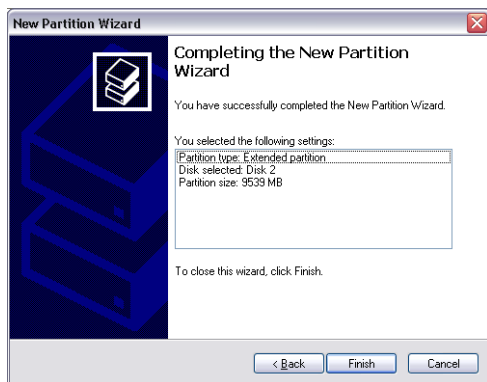 New Partition Wizard
Completing the New Partition
Wizard
You have successfully completed the New Partition Wizard.
You selected the following settings:
Partition type: Extended partition
Disk selected: Disk 2
Partition size: 9539 MB
To close this wizard, click Finish.
< Back
Finish
Cancel